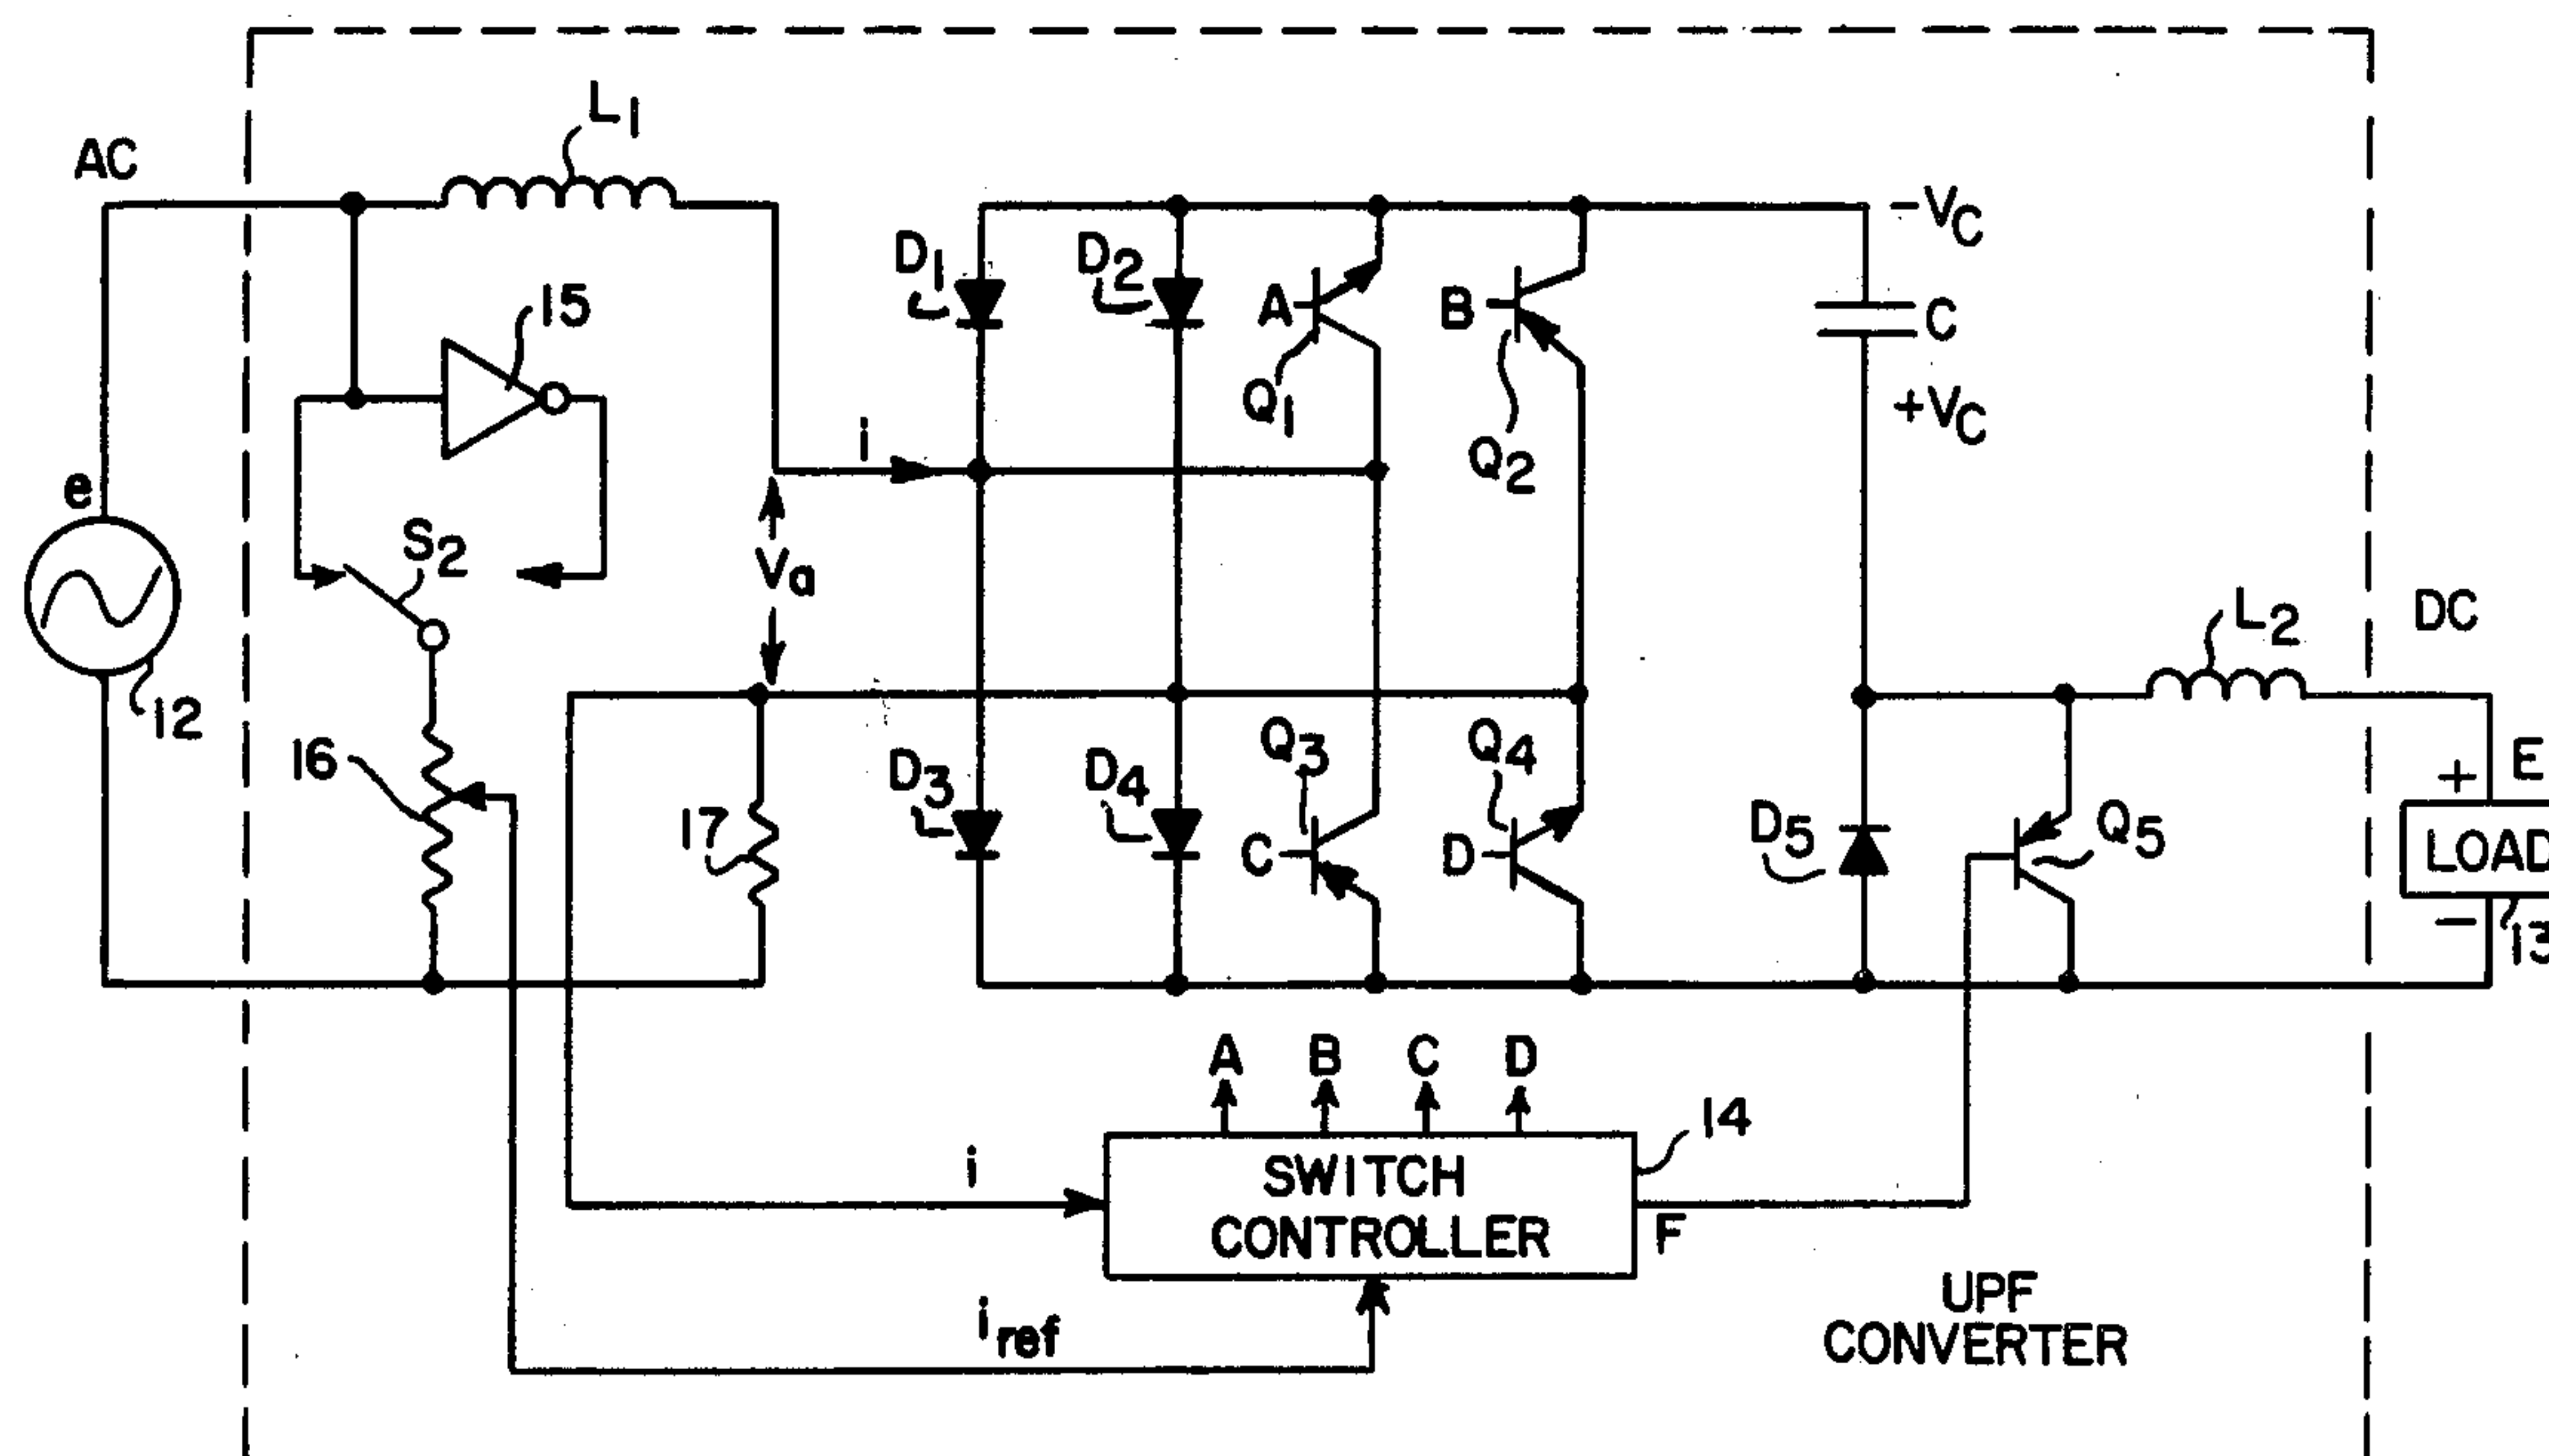 AC
L1
-VC
D1
D2
A
B
15
C
Q1
+VC
Q2
i
e
S2
Va
L2
DC
12
16
Q3
Q4
E
+
D3
D4
17
C
D
D5
Q5
LOAD
-
13
A B C D
14
i
SWITCH
CONTROLLER
F
UPF
CONVERTER
iref